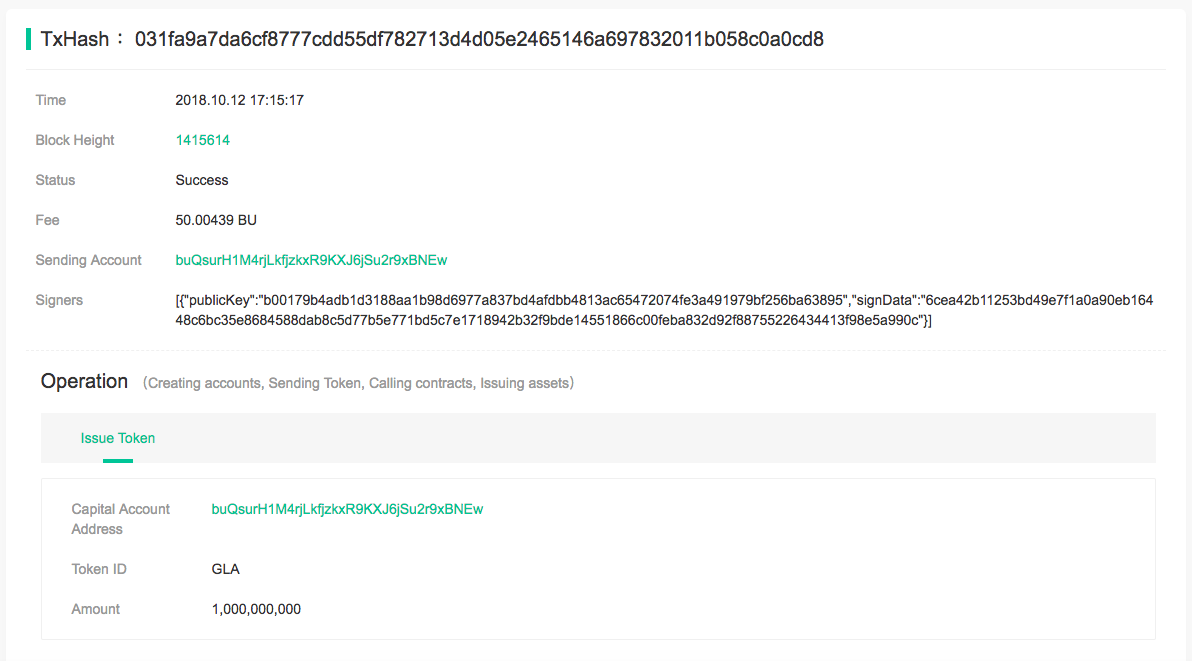 TxHash： 031fa9a7da6cf8777cdd55df782713d4d05e2465146a697832011b058c0a0cd8
Time 2018.10.12 17:15:17
Block Height 1415614
Status Success
Fee 50.00439 BU
Sending Account buQsurH1M4rjLkfjzkxR9KXJ6jSu2r9xBNEw
Signers [{"publicKey":"b00179b4adb1d3188aa1b98d6977a837bd4afdbb4813ac65472074fe3a491979bf256ba63895","signData":"6cea42b11253bd49e7f1a0a90eb164
48c6bc35e8684588dab8c5d77b5e771bd5c7e1718942b32f9bde14551866c00feba832d92f88755226434413f98e5a990c"}]
Operation （Creating accounts, Sending Token, Calling contracts, Issuing assets）
Issue Token
Capital Account buQsurH1M4rjLkfjzkxR9KXJ6jSu2r9xBNEw
Address
Token ID GLA
Amount 1,000,000,000